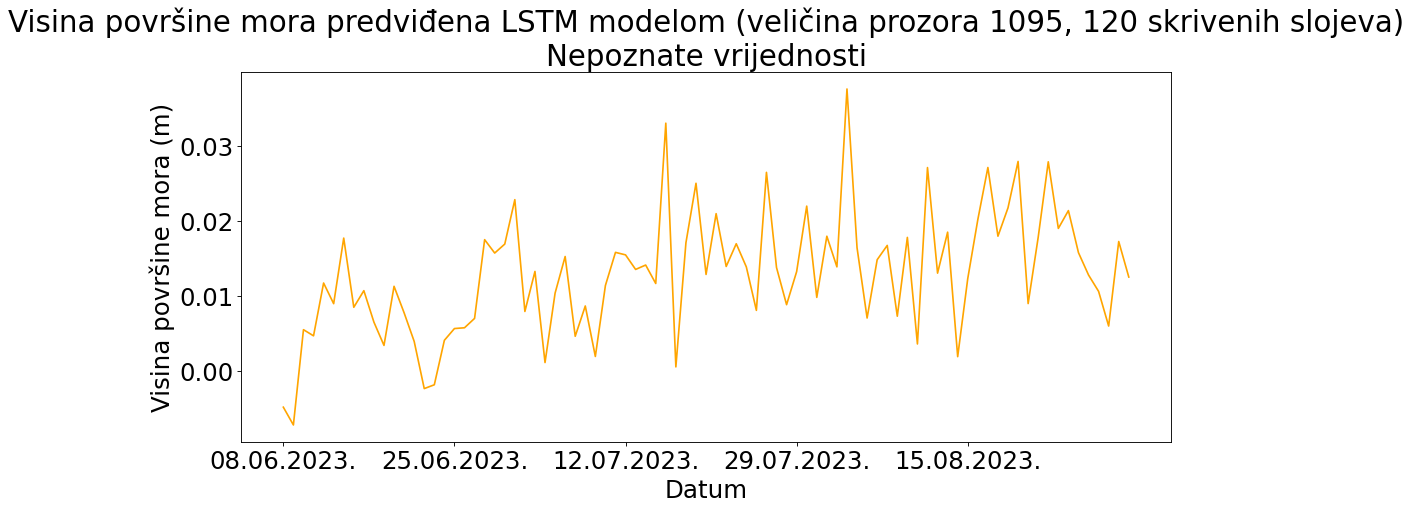 Visina površine mora predviđena LSTM modelom (veličina prozora 1095, 120 skrivenih slojeva)
Nepoznate vrijednosti
Visina površine mora (m)
0.03
0.02
0.01
0.00
08.06.2023.
25.06.2023.
12.07.2023.
29.07.2023.
15.08.2023.
Datum